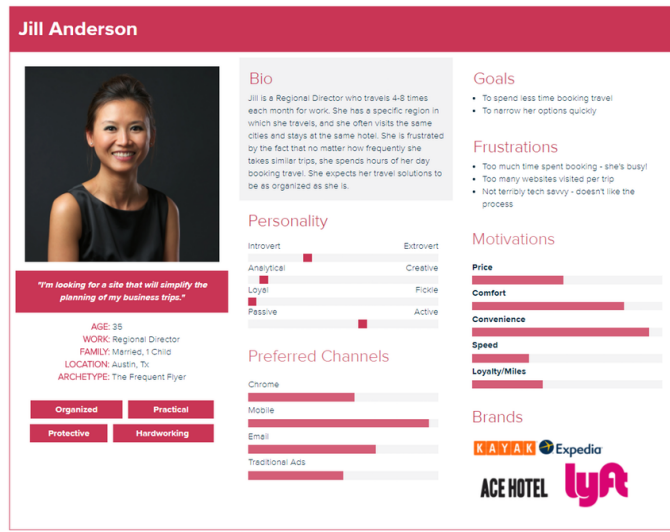 Jill Anderson
"I'm looking for a site that will simplify the
planning of my business trips."
AGE: 35
WORK: Regional Director
FAMILY: Married, 1 Child
LOCATION: Austin, Tx
ARCHETYPE: The Frequent Flyer
Organized Practical
Protective Hardworking
Bio
Jill is a Regional Director who travels 4-8 times
each month for work. She has a specific region in
which she travels, and she often visits the same
cities and stays at the same hotel. She is frustrated
by the fact that no matter how frequently she
takes similar trips, she spends hours of her day
booking travel. She expects her travel solutions to
be as organized as she is.
Personality
Introvert Extrovert
Analytical Creative
Loyal Fickle
Passive Active
Preferred Channels
Chrome
Mobile
Email
Traditional Ads
Goals
• To spend less time booking travel
• To narrow her options quickly
Frustrations
• Too much time spent booking - she's busy!
• Too many websites visited per trip
• Not terribly tech savvy - doesn't like the
process
Motivations
Price
Comfort
Convenience
Speed
Loyalty/Miles
Brands
KAYAK Expedia
ACE HOTEL lyft